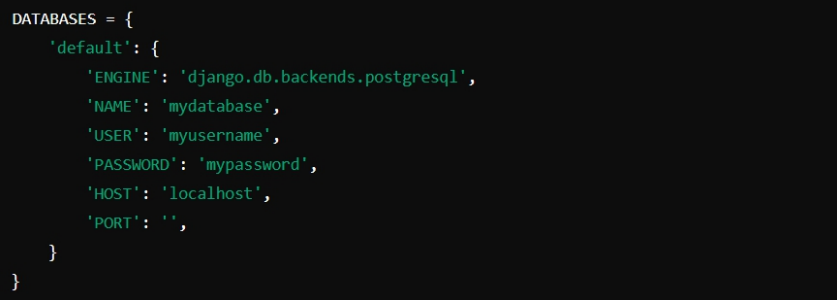 DATABASES = {
    'default': {
        'ENGINE': 'django.db.backends.postgresql',
        'NAME': 'mydatabase',
        'USER': 'myusername',
        'PASSWORD': 'mypassword',
        'HOST': 'localhost',
        'PORT': '',
    }
}